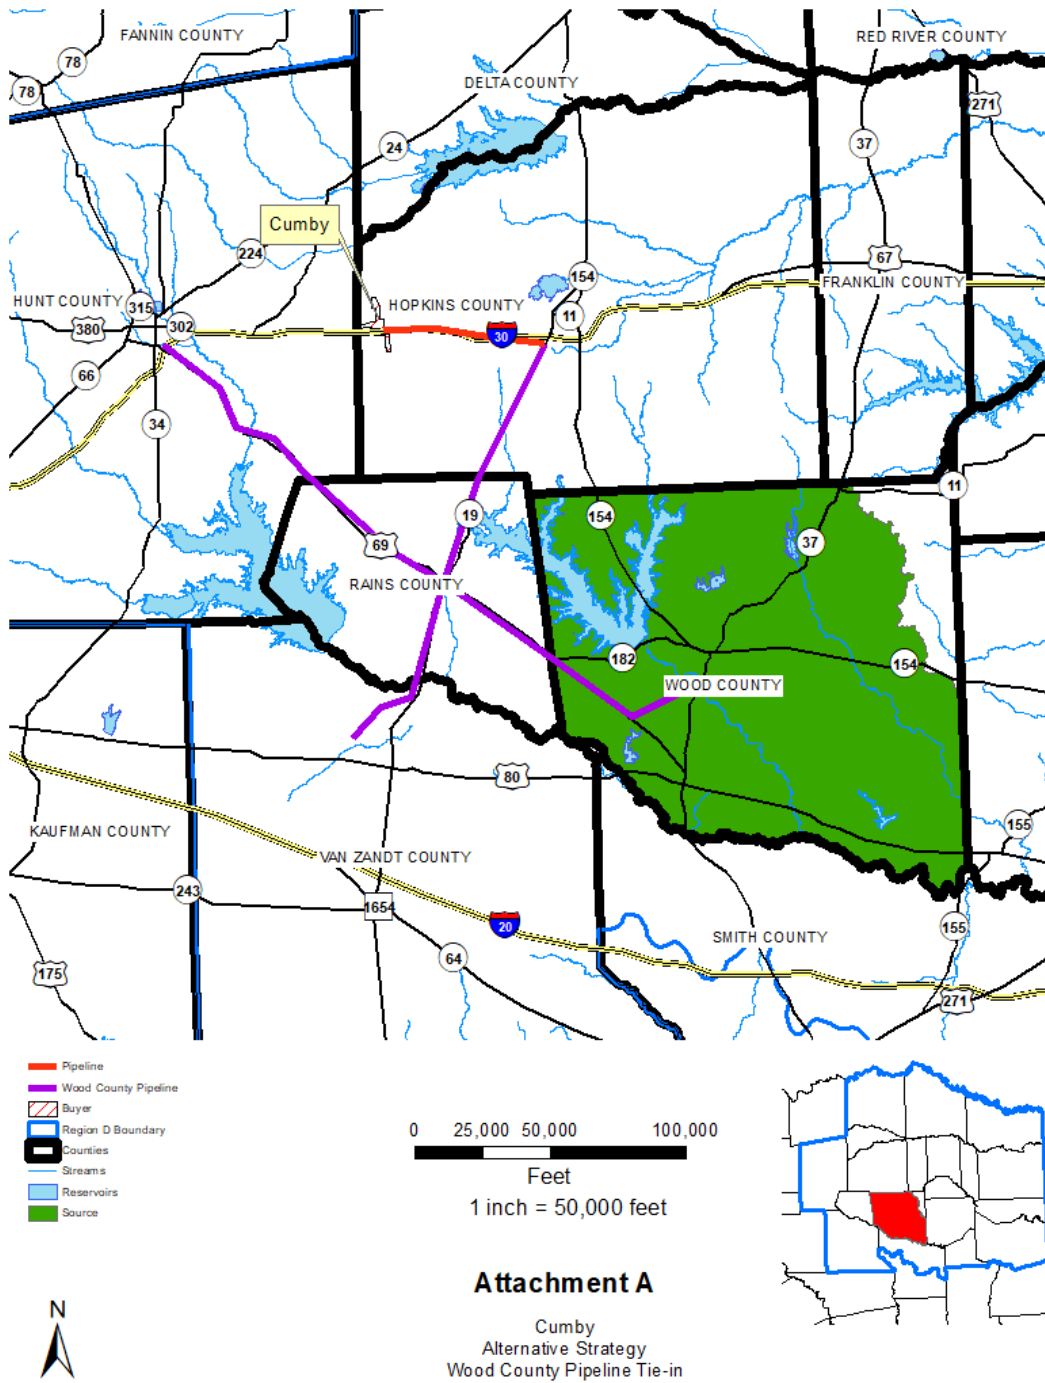 FANNIN COUNTY
RED RIVER COUNTY
78
DELTA COUNTY
78
271
24
37
Cumby
224
67
154
FRANKLIN COUNTY
HUNT COUNTY
315
HOPKINS COUNTY
11
380
302
30
66
34
11
19
154
37
69
RAINS COUNTY
182
154
WOOD COUNTY
80
155
KAUFMAN COUNTY
VAN ZANDT COUNTY
243
1654
20
155
SMITH COUNTY
64
175
271
Pipeline
Wood County Pipeline
Buyer
Region D Boundary
Counties
Streams
Reservoirs
Source
0 25,000 50,000 100,000
Feet
1 inch = 50,000 feet
Attachment A
N
Cumby
Alternative Strategy
Wood County Pipeline Tie-in